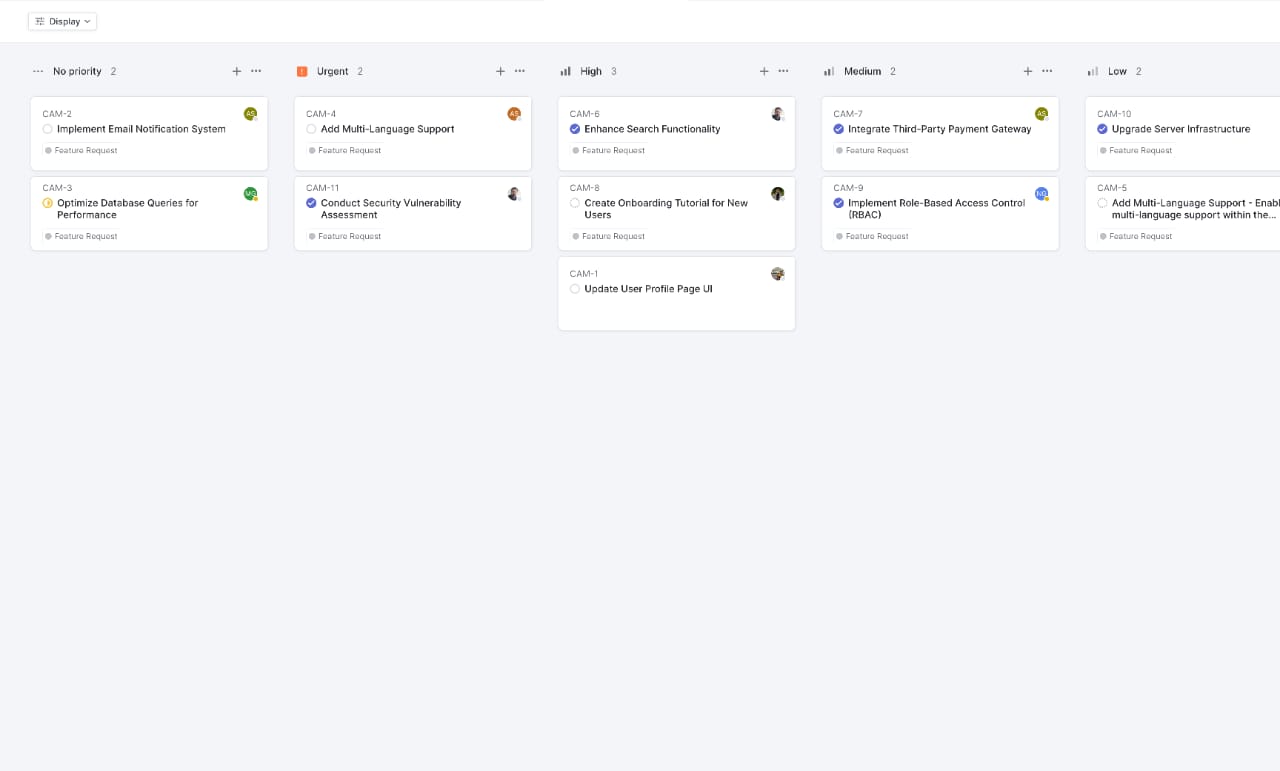 Display
No priority 2
CAM-2
AS
Implement Email Notification System
Feature Request
CAM-3
MG
Optimize Database Queries for
Performance
Feature Request
Urgent 2
CAM-4
AS
Add Multi-Language Support
Feature Request
CAM-11
Conduct Security Vulnerability
Assessment
Feature Request
High 3
CAM-6
Enhance Search Functionality
Feature Request
CAM-8
Create Onboarding Tutorial for New
Users
Feature Request
CAM-1
Update User Profile Page UI
Medium 2
CAM-7
AS
Integrate Third-Party Payment Gateway
Feature Request
CAM-9
Implement Role-Based Access Control
(RBAC)
Feature Request
Low 2
CAM-10
Upgrade Server Infrastructure
Feature Request
CAM-5
Add Multi-Language Support - Enabl
multi-language support within the...
Feature Request